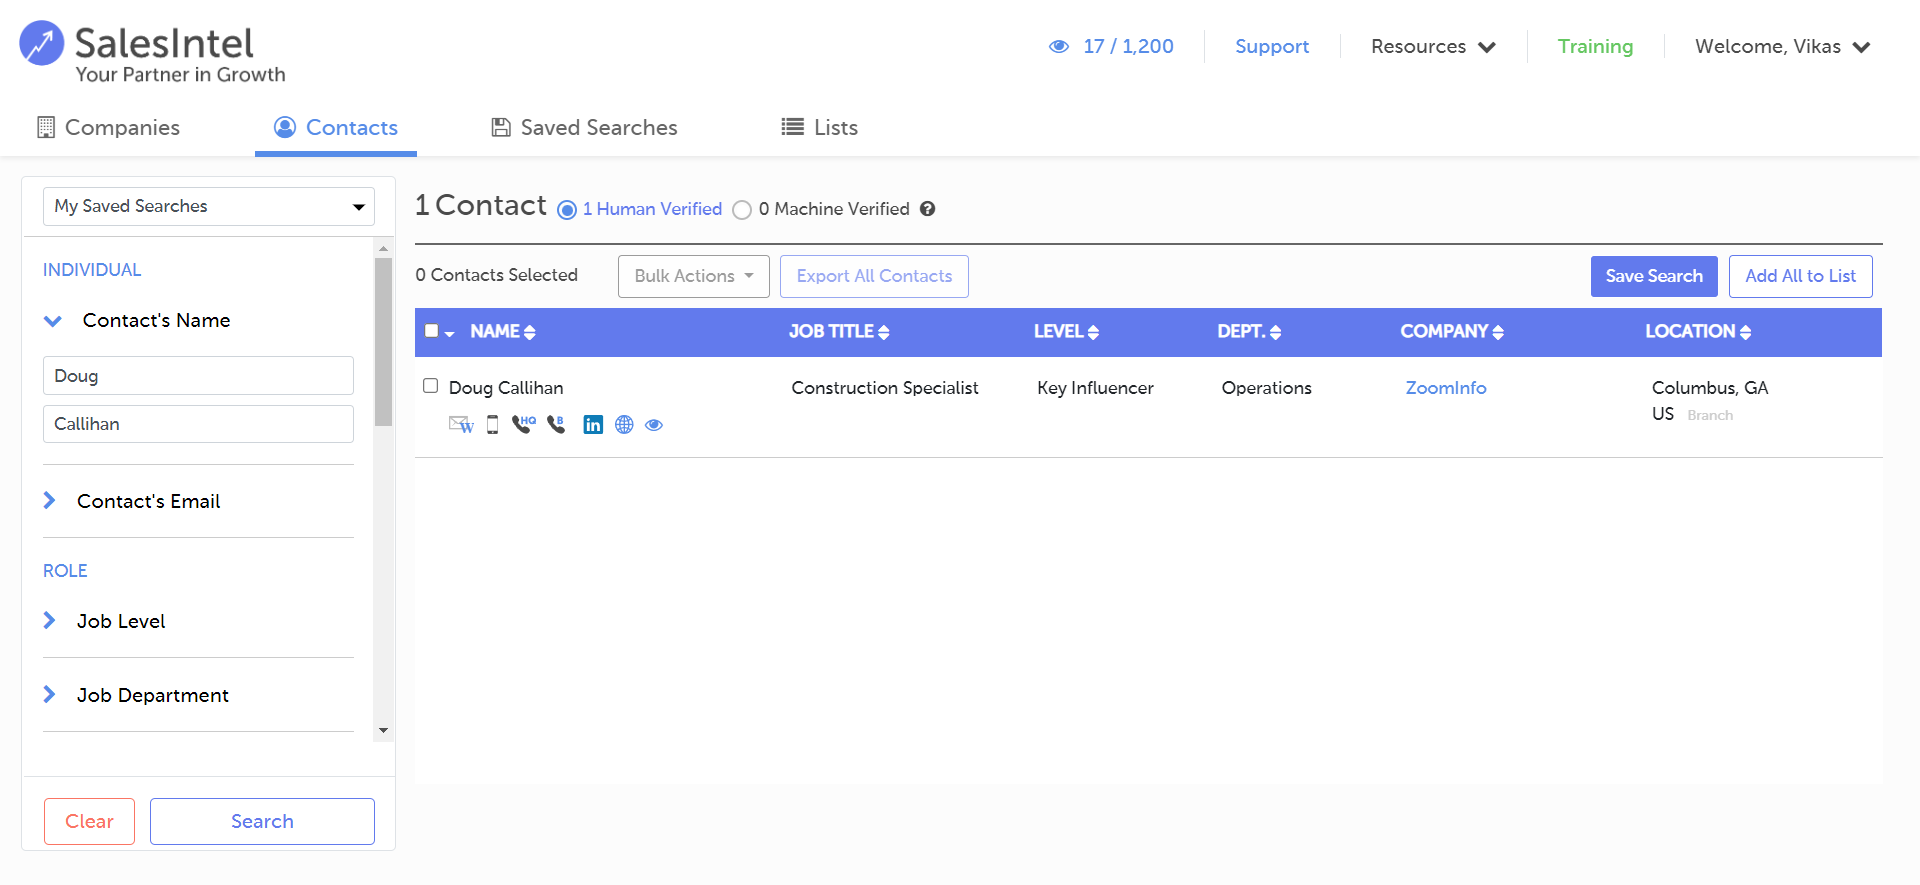 SalesIntel
Your Partner in Growth
17 / 1,200
Support
Resources
Training
Welcome, Vikas
Companies
Contacts
Saved Searches
Lists
My Saved Searches
INDIVIDUAL
Contact's Name
Doug
Callihan
Contact's Email
ROLE
Job Level
Job Department
Clear
Search
1 Contact
1 Human Verified
0 Machine Verified
?
0 Contacts Selected
Bulk Actions
Export All Contacts
Save Search
Add All to List
NAME JOB TITLE LEVEL DEPT. COMPANY LOCATION
Doug Callihan Construction Specialist Key Influencer Operations ZoomInfo Columbus, GA
US Branch
W HQ B in